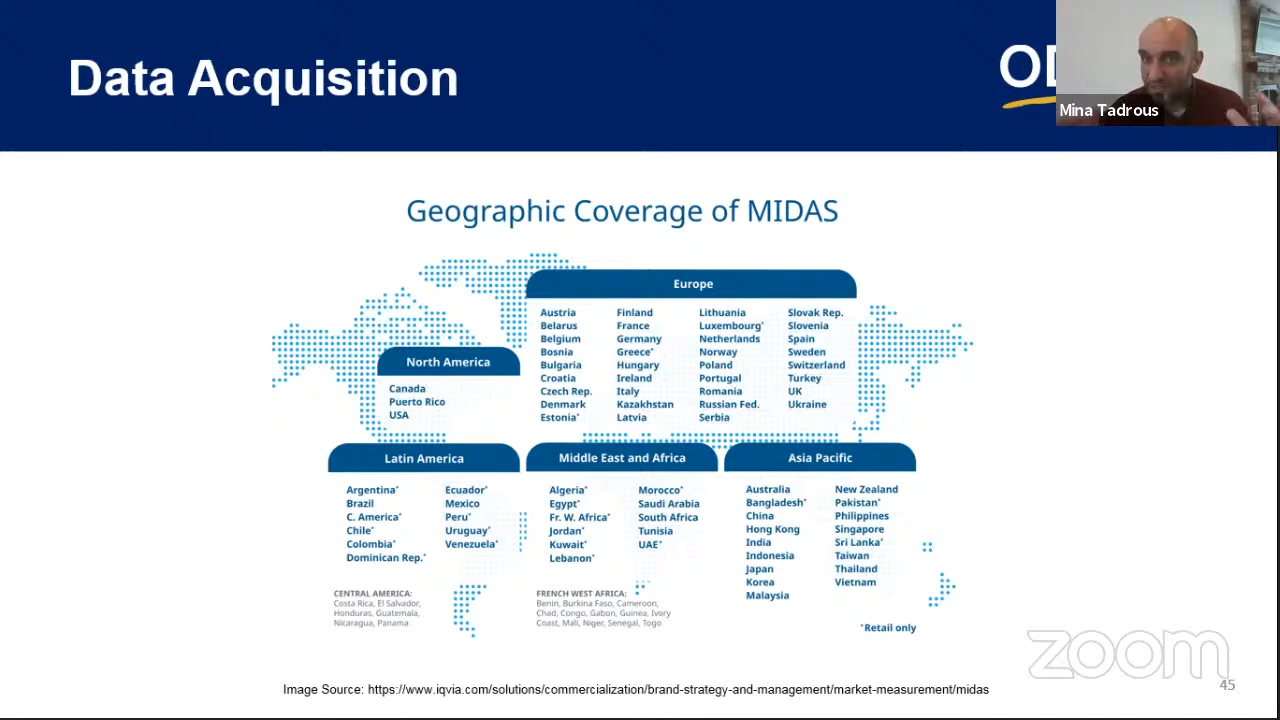 Data Acquisition
Mina Tadrous
Geographic Coverage of MIDAS
Europe
Austria
Belarus
Belgium
Bosnia
Bulgaria
Croatia
Czech Rep.
Denmark
Estonia*
Finland
France
Germany
Greece*
Hungary
Ireland
Italy
Kazakhstan
Latvia
Lithuania
Luxembourg*
Netherlands
Norway
Poland
Portugal
Romania
Russian Fed.
Serbia
Slovak Rep.
Slovenia
Spain
Sweden
Switzerland
Turkey
UK
Ukraine
North America
Canada
Puerto Rico
USA
Latin America
Argentina*
Brazil
C. America*
Chile*
Colombia*
Dominican Rep.*
Ecuador*
Mexico
Peru*
Uruguay*
Venezuela*
CENTRAL AMERICA:
Costa Rica, El Salvador,
Honduras, Guatemala,
Nicaragua, Panama
Middle East and Africa
Algeria*
Egypt*
Fr. W. Africa*
Jordan*
Kuwait*
Lebanon*
Morocco*
Saudi Arabia
South Africa
Tunisia
UAE*
FRENCH WEST AFRICA:
Benin, Burkina Faso, Cameroon,
Chad, Congo, Gabon, Guinea, Ivory
Coast, Mali, Niger, Senegal, Togo
Asia Pacific
Australia
Bangladesh*
China
Hong Kong
India
Indonesia
Japan
Korea
Malaysia
New Zealand
Pakistan*
Philippines
Singapore
Sri Lanka*
Taiwan
Thailand
Vietnam
*Retail only
zoom
Image Source: https://www.iqvia.com/solutions/commercialization/brand-strategy-and-management/market-measurement/midas
45